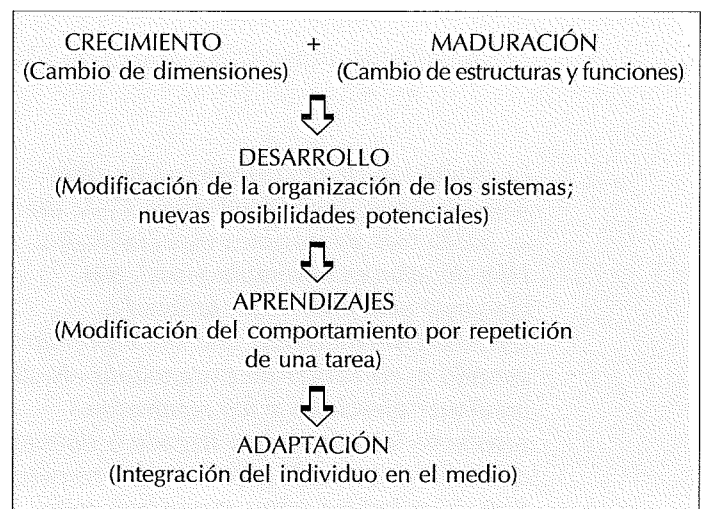 CRECIMIENTO + MADURACIÓN
(Cambio de dimensiones) (Cambio de estructuras y funciones)
DESARROLLO
(Modificación de la organización de los sistemas;
nuevas posibilidades potenciales)
APRENDIZAJES
(Modificación del comportamiento por repetición
de una tarea)
ADAPTACIÓN
(Integración del individuo en el medio)